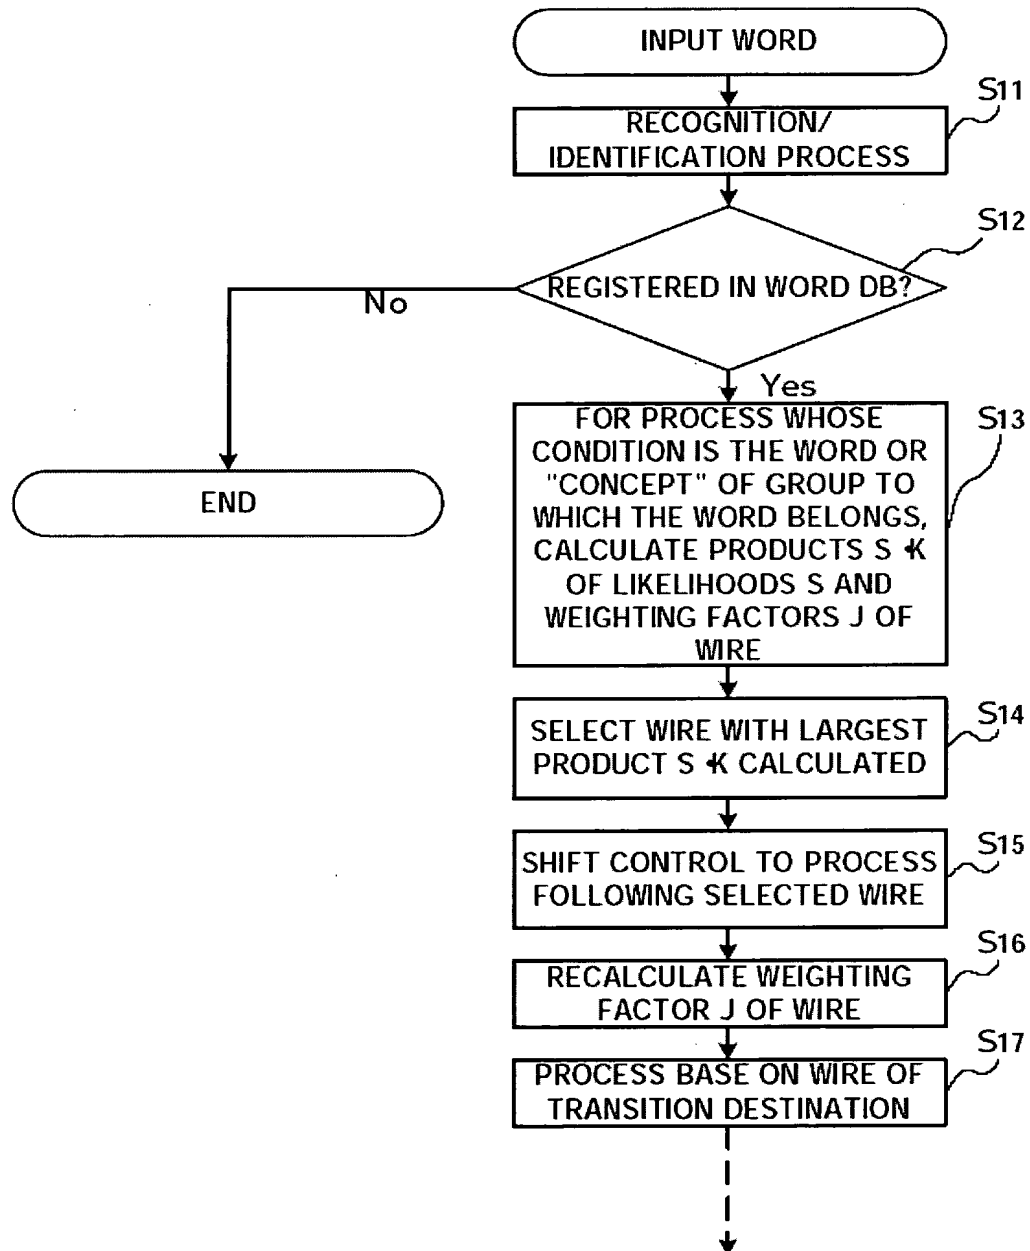 INPUT WORD
S11
RECOGNITION/
IDENTIFICATION PROCESS
S12
REGISTERED IN WORD DB?
No
Yes
S13
FOR PROCESS WHOSE
CONDITION IS THE WORD OR
"CONCEPT" OF GROUP TO
WHICH THE WORD BELONGS,
CALCULATE PRODUCTS S •K
OF LIKELIHOODS S AND
WEIGHTING FACTORS J OF
WIRE
END
S14
SELECT WIRE WITH LARGEST
PRODUCT S •K CALCULATED
S15
SHIFT CONTROL TO PROCESS
FOLLOWING SELECTED WIRE
S16
RECALCULATE WEIGHTING
FACTOR J OF WIRE
S17
PROCESS BASE ON WIRE OF
TRANSITION DESTINATION